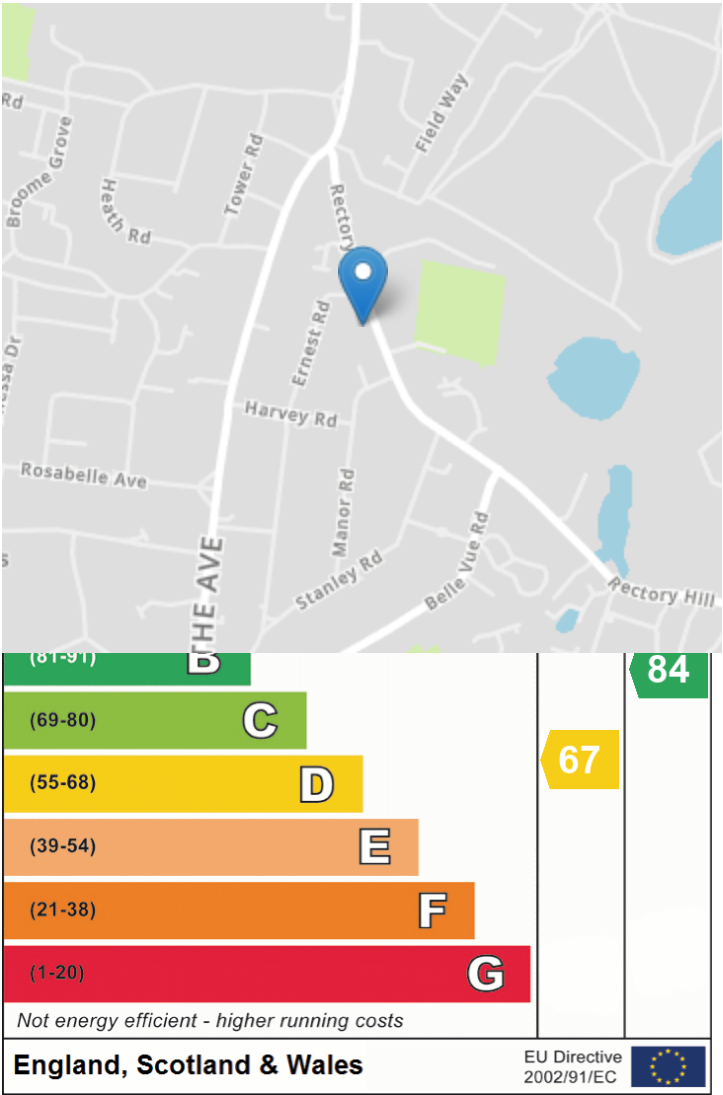 Rd
Field Way
Broome Grove
Tower Rd
Heath Rd
Rectory
Ernest Rd
Harvey Rd
Rosabelle Ave
Manor Rd
Stanley Rd
Belle Vue Rd
THE AVE
Rectory Hill
(81-91) B
84
(69-80) C
67
(55-68) D
(39-54) E
(21-38) F
(1-20) G
Not energy efficient - higher running costs
England, Scotland & Wales
EU Directive
2002/91/EC